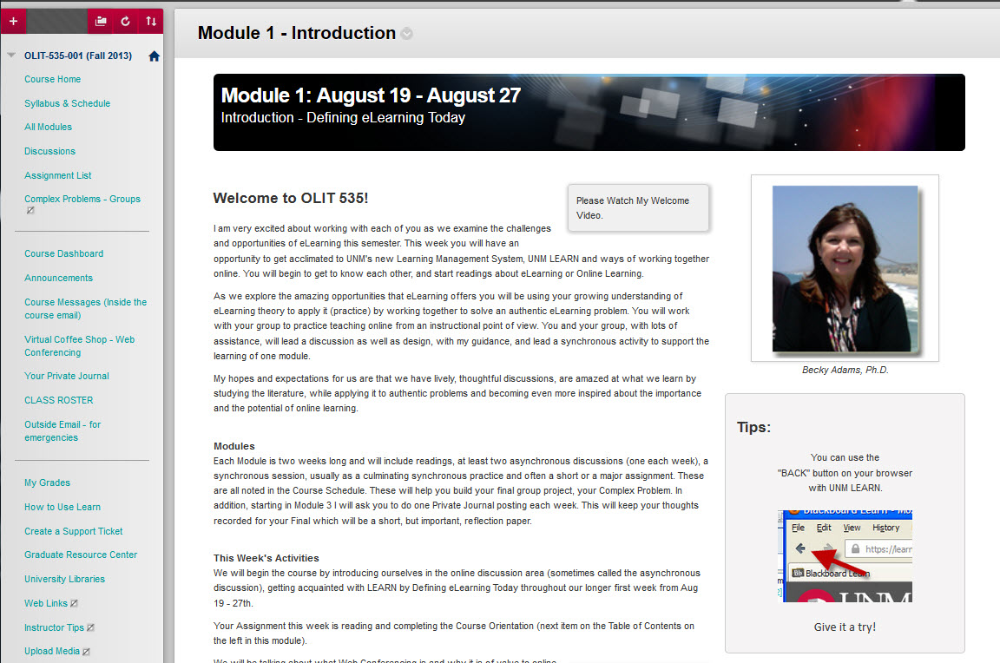 OLIT-535-001 (Fall 2013)
Course Home
Syllabus & Schedule
All Modules
Discussions
Assignment List
Complex Problems - Groups
Course Dashboard
Announcements
Course Messages (Inside the
course email)
Virtual Coffee Shop - Web
Conferencing
Your Private Journal
CLASS ROSTER
Outside Email - for
emergencies
My Grades
How to Use Learn
Create a Support Ticket
Graduate Resource Center
University Libraries
Web Links
Instructor Tips
Upload Media
Module 1 - Introduction
Module 1: August 19 - August 27
Introduction - Defining eLearning Today
Welcome to OLIT 535!
Please Watch My Welcome
Video.
I am very excited about working with each of you as we examine the challenges
and opportunities of eLearning this semester. This week you will have an
opportunity to get acclimated to UNM's new Learning Management System, UNM LEARN and ways of working together
online. You will begin to get to know each other, and start readings about eLearning or Online Learning.
As we explore the amazing opportunities that eLearning offers you will be using your growing understanding of
eLearning theory to apply it (practice) by working together to solve an authentic eLearning problem. You will work
with your group to practice teaching online from an instructional point of view. You and your group, with lots of
assistance, will lead a discussion as well as design, with my guidance, and lead a synchronous activity to support the
learning of one module.
My hopes and expectations for us are that we have lively, thoughtful discussions, are amazed at what we learn by
studying the literature, while applying it to authentic problems and becoming even more inspired about the importance
and the potential of online learning.
Modules
Each Module is two weeks long and will include readings, at least two asynchronous discussions (one each week), a
synchronous session, usually as a culminating synchronous practice and often a short or a major assignment. These
are all noted in the Course Schedule. These will help you build your final group project, your Complex Problem. In
addition, starting in Module 3 I will ask you to do one Private Journal posting each week. This will keep your thoughts
recorded for your Final which will be a short, but important, reflection paper.
This Week's Activities
We will begin the course by introducing ourselves in the online discussion area (sometimes called the asynchronous
discussion), getting acquainted with LEARN by Defining eLearning Today throughout our longer first week from Aug
19 - 27th.
Your Assignment this week is reading and completing the Course Orientation (next item on the Table of Contents on
the left in this module).
We will be talking about what Web Conferencing is and why it is of value to online
Becky Adams, Ph.D.
Tips:
You can use the
"BACK" button on your browser
with UNM LEARN.
Blackboard Learn - Mo
File Edit View History
https://learn
Bb Blackboard Learn
UNM
Give it a try!